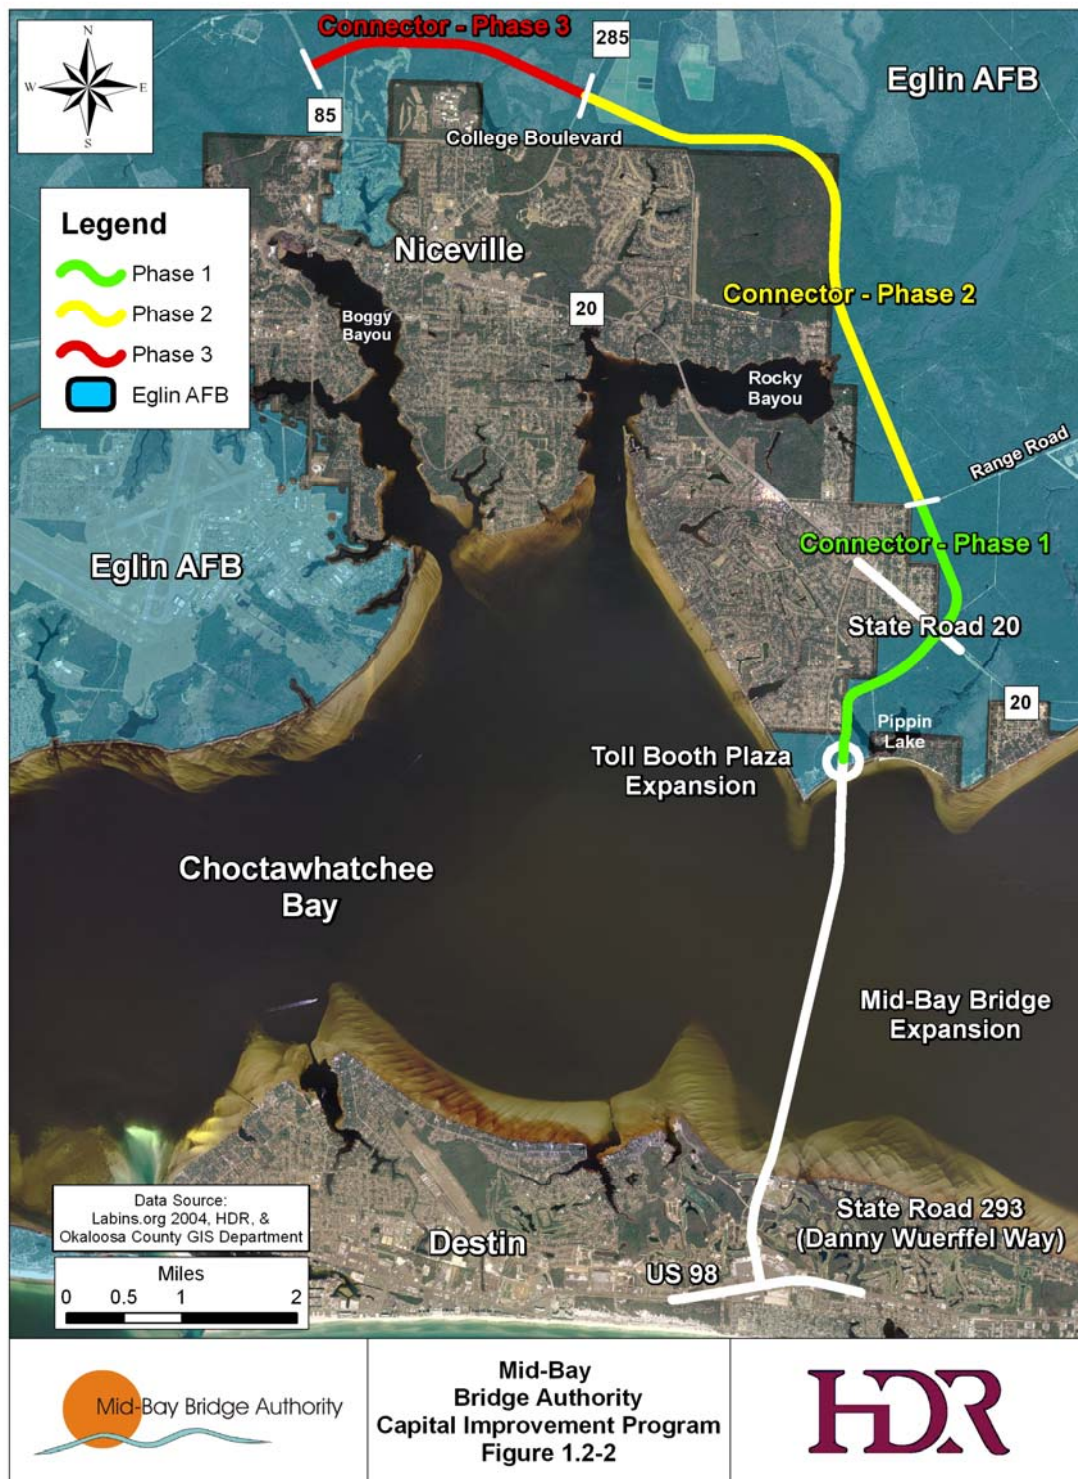 Connector - Phase 3
285
N
W
E
S
Eglin AFB
85
College Boulevard
Legend
Phase 1
Phase 2
Phase 3
Eglin AFB
Niceville
Connector - Phase 2
20
Boggy
Bayou
Rocky
Bayou
Range Road
Connector - Phase 1
Eglin AFB
State Road 20
20
Pippin
Lake
Toll Booth Plaza
Expansion
Choctawhatchee
Bay
Mid-Bay Bridge
Expansion
Data Source:
Labins.org 2004, HDR, &
Okaloosa County GIS Department
State Road 293
(Danny Wuerffel Way)
Destin
US 98
Miles
0 0.5 1 2
Mid-Bay Bridge Authority
Mid-Bay
Bridge Authority
Capital Improvement Program
Figure 1.2-2
HDR